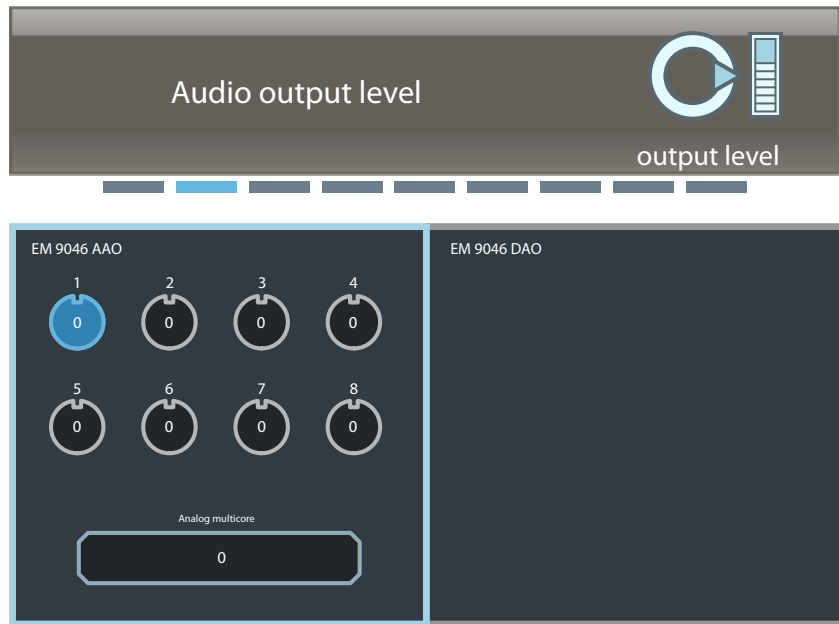 Audio output level
output level
EM 9046 AAO
EM 9046 DAO
1 2 3 4
0 0 0 0
5 6 7 8
0 0 0 0
Analog multicore
0